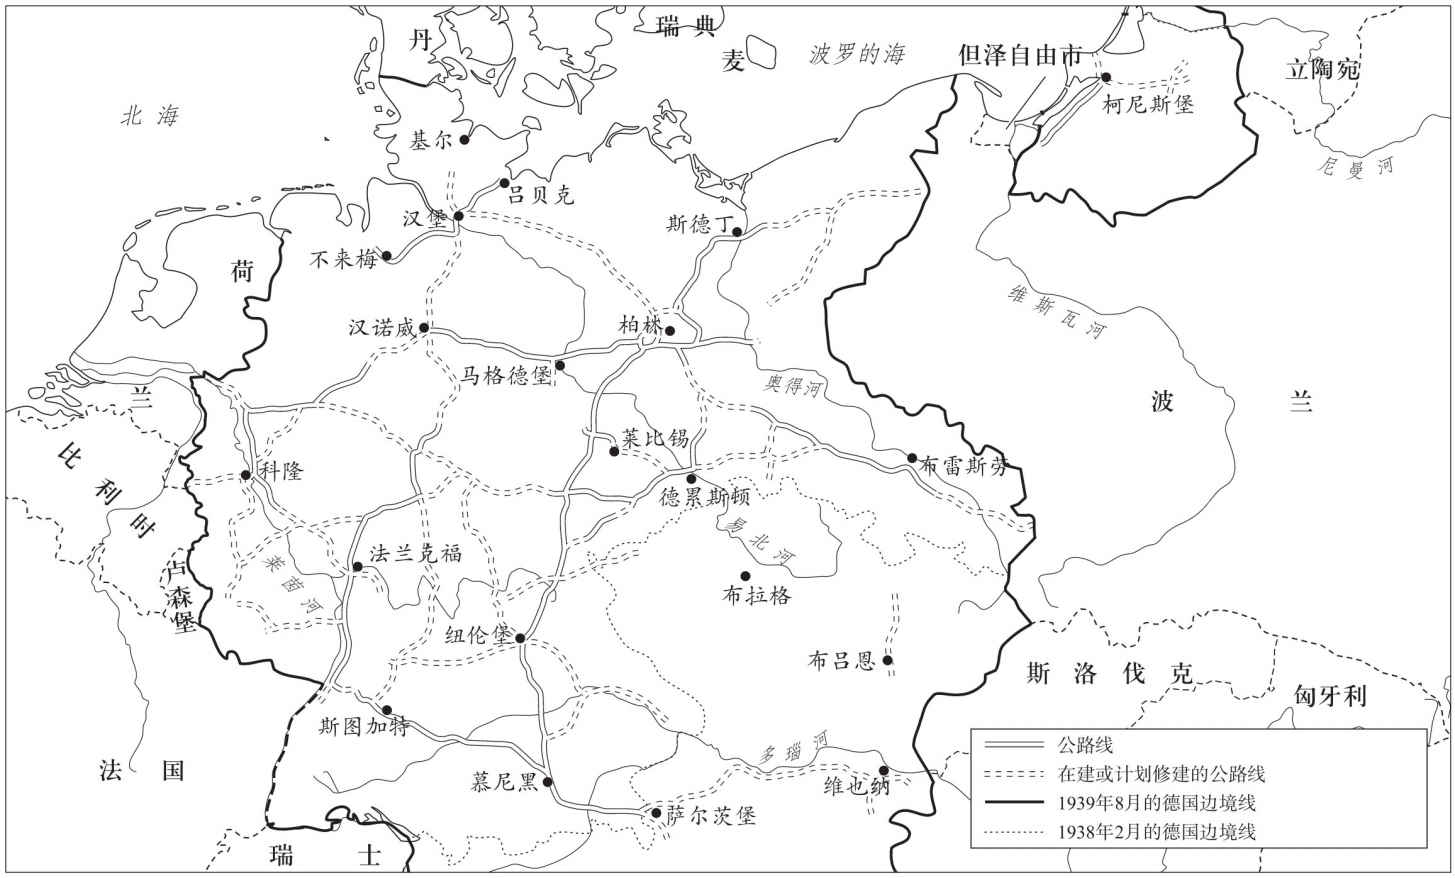 瑞典
丹
麦
波罗的海
但泽自由市
立陶宛
北海
柯尼斯堡
基尔
尼曼河
吕贝克
汉堡
斯德丁
不来梅
荷
维斯瓦河
汉诺威
柏林
马格德堡
奥得河
兰
波兰
比利时
莱比锡
科隆
布雷斯劳
德累斯顿
易北河
法兰克福
莱茵河
卢森堡
布拉格
纽伦堡
布吕恩
斯洛伐克
匈牙利
斯图加特
多瑙河
法国
慕尼黑
维也纳
萨尔茨堡
瑞士
公路线
在建或计划修建的公路线
1939年8月的德国边境线
1938年2月的德国边境线